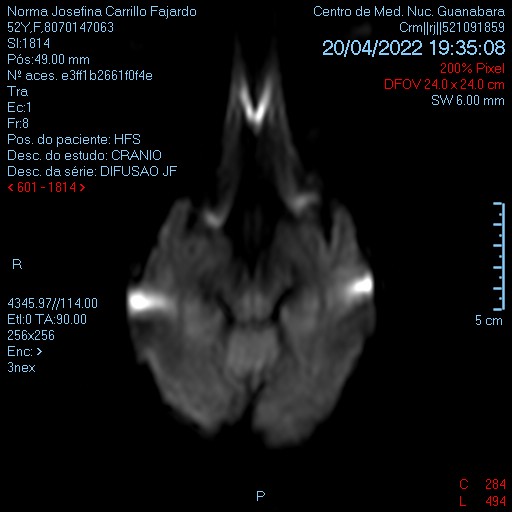 Norma Josefina Carrillo Fajardo
52Y,F,8070147063
Sl:1814
Pós:49.00 mm
Nº aces. e3ff1b2661f0f4e
Tra
Ec:1
Fr:8
Pos. do paciente: HFS
Desc. do estudo: CRANIO
Desc. da série: DIFUSAO JF
< 601 - 1814 >
Centro de Med. Nuc. Guanabara
Crm||rj||521091859
20/04/2022 19:35:08
200% Pixel
DFOV 24.0 x 24.0 cm
SW 6.00 mm
R
4345.97//114.00
Etl:0 TA:90.00
256x256
Enc: >
3nex
5 cm
P
C 284
L 494